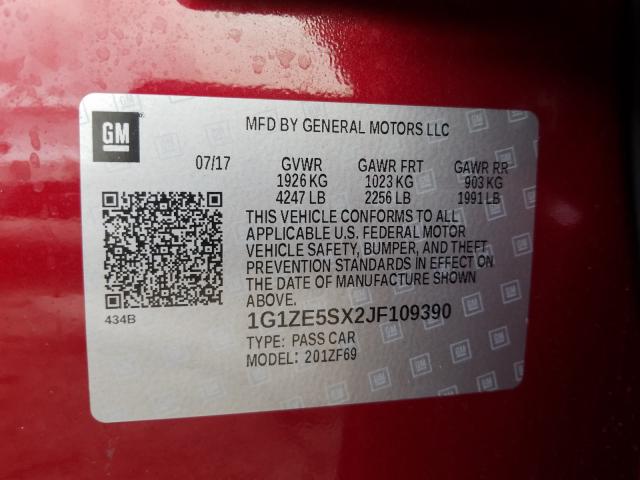 GM
MFD BY GENERAL MOTORS LLC
07/17 GVWR GAWR FRT GAWR RR
1926 KG 1023 KG 903 KG
4247 LB 2256 LB 1991 LB
THIS VEHICLE CONFORMS TO ALL
APPLICABLE U.S. FEDERAL MOTOR
VEHICLE SAFETY, BUMPER, AND THEFT
PREVENTION STANDARDS IN EFFECT ON
THE DATE OF MANUFACTURE SHOWN
ABOVE.
434B
1G1ZE5SX2JF109390
TYPE: PASS CAR
MODEL: 201ZF69